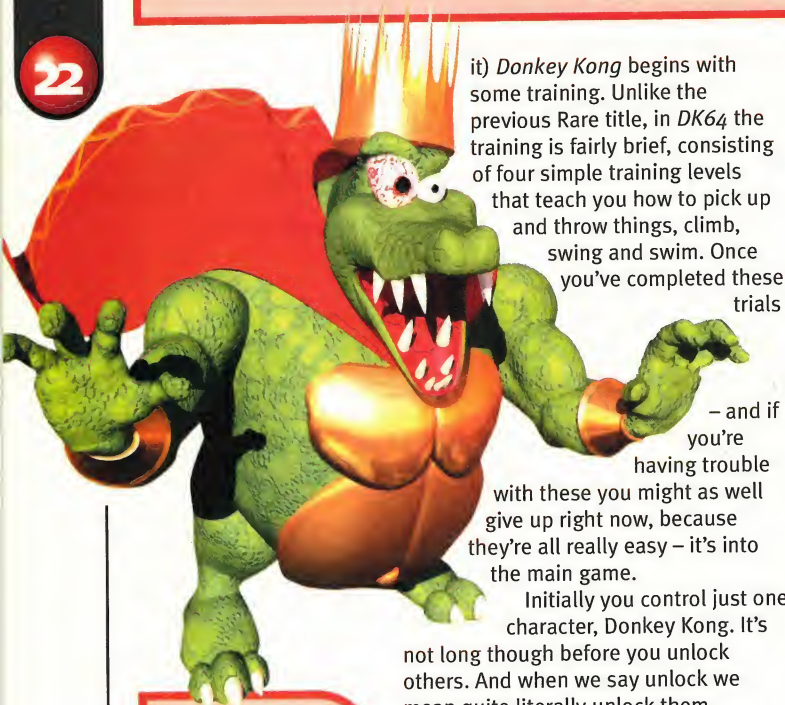 22
it) Donkey Kong begins with
some training. Unlike the
previous Rare title, in DK64 the
training is fairly brief, consisting
of four simple training levels
that teach you how to pick up
and throw things, climb,
swing and swim. Once
you've completed these
trials
– and if
you're
having trouble
with these you might as well
give up right now, because
they're all really easy – it's into
the main game.
Initially you control just one
character, Donkey Kong. It's
not long though before you unlock
others. And when we say unlock we
mean quite literally unlock them